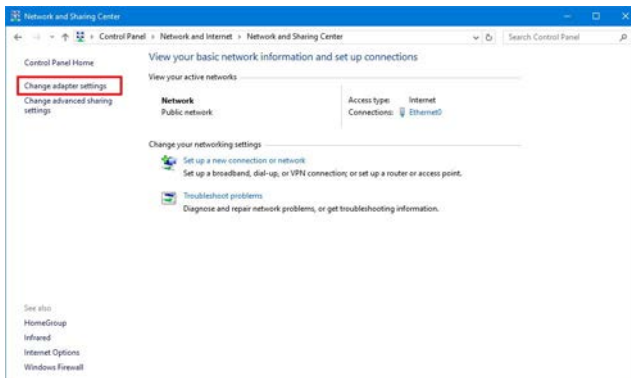 Network and Sharing Center
Control Panel › Network and Internet › Network and Sharing Center
Search Control Panel
Control Panel Home
Change adapter settings
Change advanced sharing
settings
View your basic network information and set up connections
View your active networks
Network
Public network
Access type: Internet
Connections: Ethernet0
Change your networking settings
Set up a new connection or network
Set up a broadband, dial-up, or VPN connection; or set up a router or access point.
Troubleshoot problems
Diagnose and repair network problems, or get troubleshooting information.
See also
HomeGroup
Infrared
Internet Options
Windows Firewall